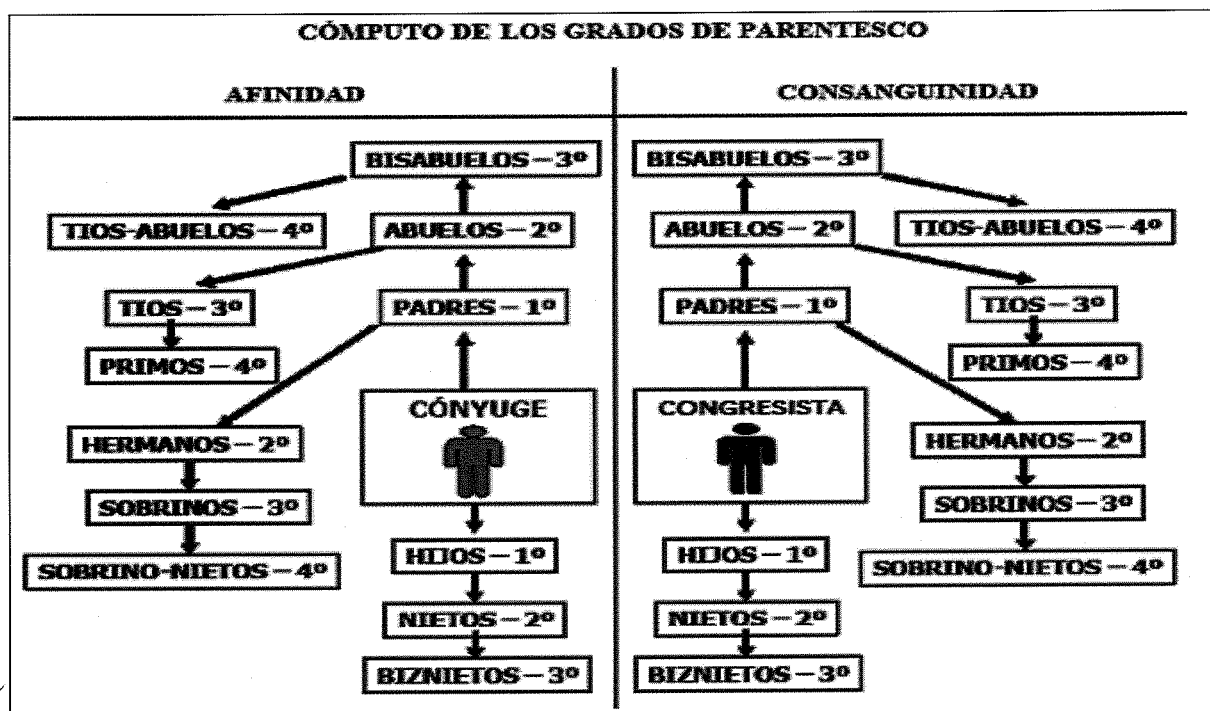 CÓMPUTO DE LOS GRADOS DE PARENTESCO
AFINIDAD
BISABUELOS – 3º
TIOS-ABUELOS – 4º
ABUELOS – 2º
TIOS – 3º
PADRES – 1º
PRIMOS – 4º
CÓNYUGE
HERMANOS – 2º
SOBRINOS – 3º
HIJOS – 1º
SOBRINO-NIETOS – 4º
NIETOS – 2º
BIZNIETOS – 3º
CONSANGUINIDAD
BISABUELOS – 3º
ABUELOS – 2º
TIOS-ABUELOS – 4º
PADRES – 1º
TIOS – 3º
PRIMOS – 4º
CONGRESISTA
HERMANOS – 2º
SOBRINOS – 3º
HIJOS – 1º
SOBRINO-NIETOS – 4º
NIETOS – 2º
BIZNIETOS – 3º